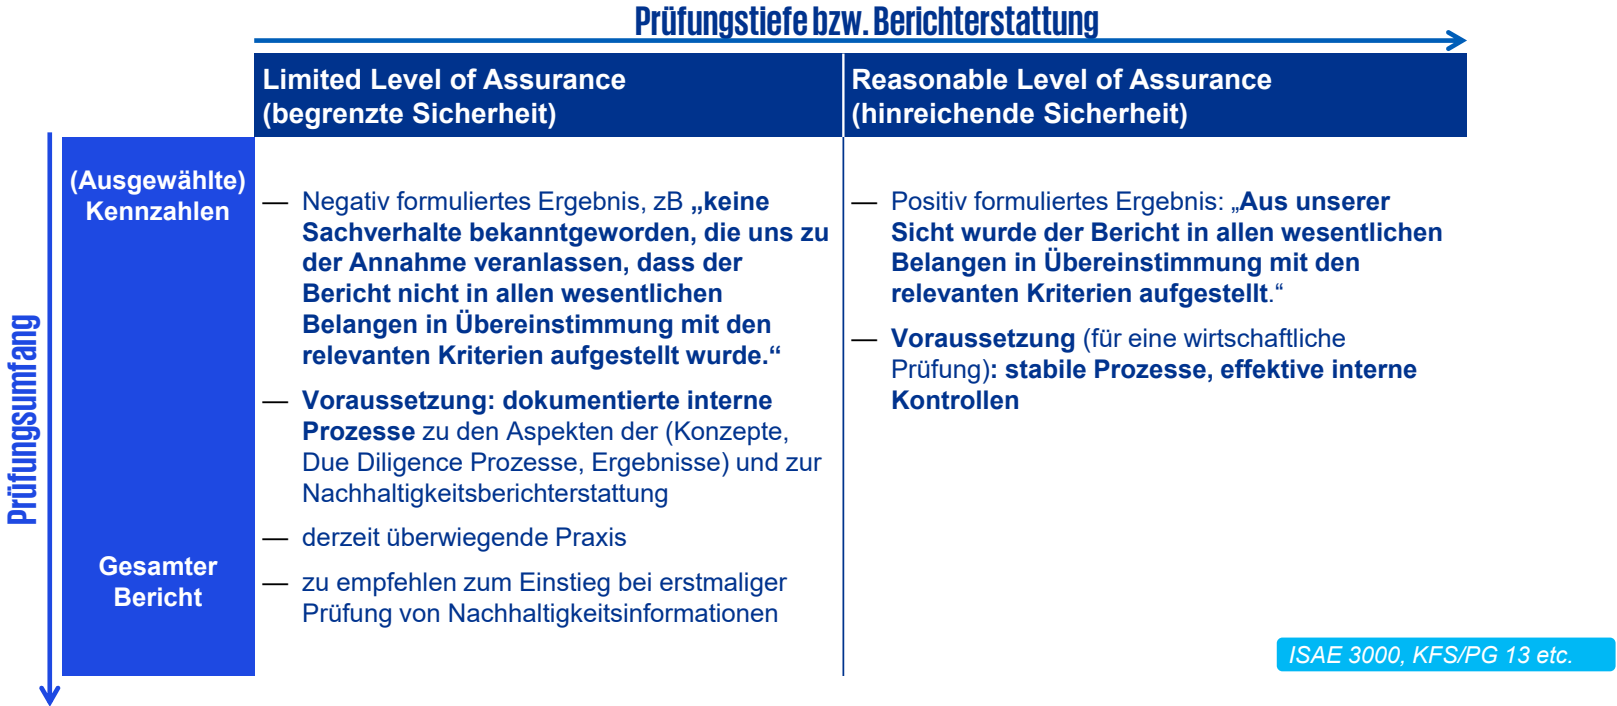 Prüfungstiefe bzw. Berichterstattung
Limited Level of Assurance
(begrenzte Sicherheit)
Reasonable Level of Assurance
(hinreichende Sicherheit)
Prüfungsumfang
(Ausgewählte)
Kennzahlen
Gesamter
Bericht
— Negativ formuliertes Ergebnis, zB „keine
Sachverhalte bekanntgeworden, die uns zu
der Annahme veranlassen, dass der
Bericht nicht in allen wesentlichen
Belangen in Übereinstimmung mit den
relevanten Kriterien aufgestellt wurde.“
— Voraussetzung: dokumentierte interne
Prozesse zu den Aspekten der (Konzepte,
Due Diligence Prozesse, Ergebnisse) und zur
Nachhaltigkeitsberichterstattung
— derzeit überwiegende Praxis
— zu empfehlen zum Einstieg bei erstmaliger
Prüfung von Nachhaltigkeitsinformationen
— Positiv formuliertes Ergebnis: „Aus unserer
Sicht wurde der Bericht in allen wesentlichen
Belangen in Übereinstimmung mit den
relevanten Kriterien aufgestellt.“
— Voraussetzung (für eine wirtschaftliche
Prüfung): stabile Prozesse, effektive interne
Kontrollen
ISAE 3000, KFS/PG 13 etc.